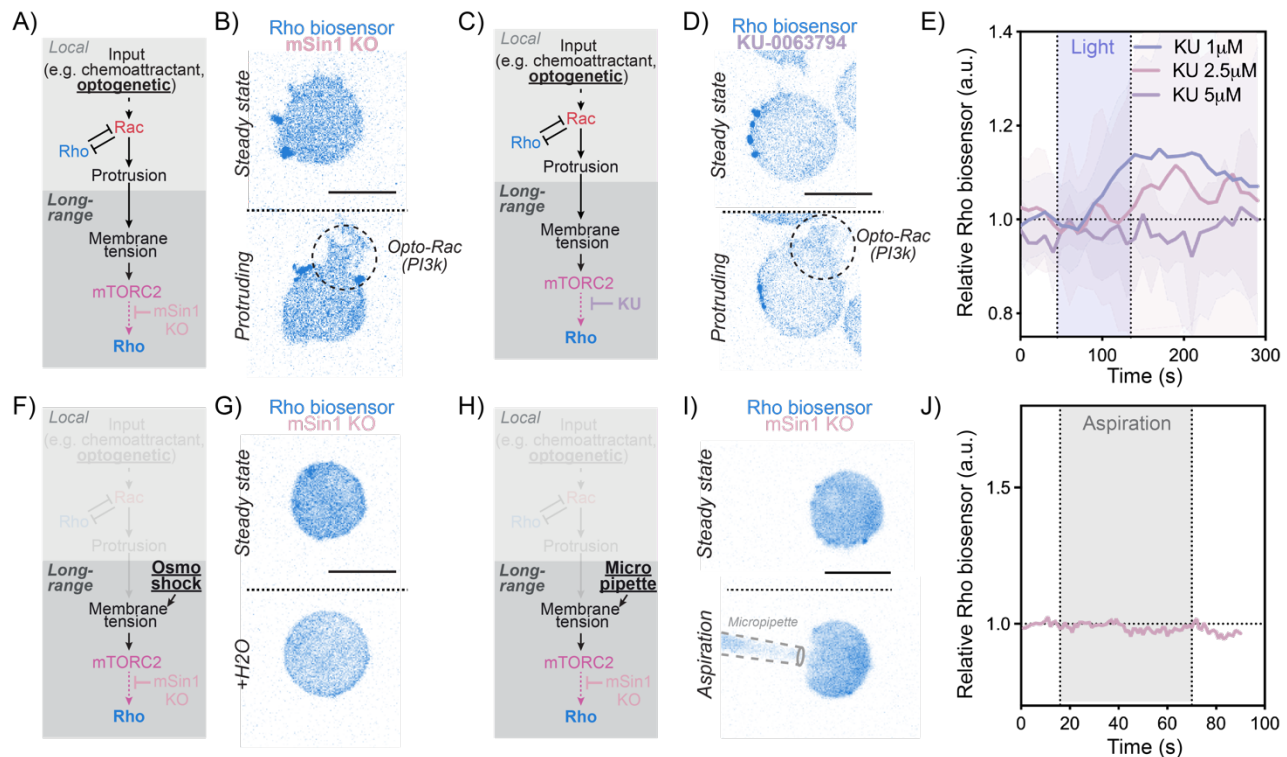 A)
Local
Input
(e.g. chemoattractant,
optogenetic)
Rac
Rho
Protrusion
Long-
range
Membrane
tension
mTORC2
mSin1
KO
Rho
B)
Rho biosensor
mSin1 KO
Steady state
Protruding
Opto-Rac
(PI3k)
C)
Local
Input
(e.g. chemoattractant,
optogenetic)
Rac
Rho
Protrusion
Long-
range
Membrane
tension
mTORC2
KU
Rho
D)
Rho biosensor
KU-0063794
Steady state
Protruding
Opto-Rac
(PI3k)
E)
Relative Rho biosensor (a.u.)
1.4
1.2
1.0
0.8
Light
KU 1μM
KU 2.5μM
KU 5μM
0 100 200 300
Time (s)
F)
Local
Input
(e.g. chemoattractant,
optogenetic)
Rac
Rho
Protrusion
Long-
range
Osmo
shock
Membrane
tension
mTORC2
mSin1
KO
Rho
G)
Rho biosensor
mSin1 KO
Steady state
+H2O
H)
Local
Input
(e.g. chemoattractant,
optogenetic)
Rac
Rho
Protrusion
Long-
range
Micro
pipette
Membrane
tension
mTORC2
mSin1
KO
Rho
I)
Rho biosensor
mSin1 KO
Steady state
Aspiration
Micropipette
J)
Relative Rho biosensor (a.u.)
1.5
1.0
Aspiration
0 20 40 60 80 100
Time (s)